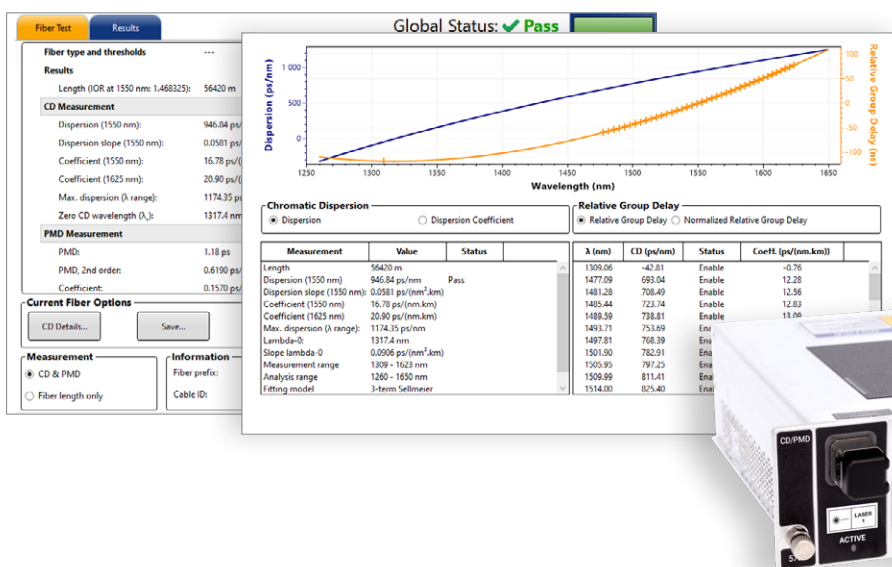 Fiber Test
Results
Global Status: ✔ Pass
Fiber type and thresholds ---
Results
Length (IOR at 1550 nm: 1.468325): 56420 m
CD Measurement
Dispersion (1550 nm): 946.84 ps/
Dispersion slope (1550 nm): 0.0581 ps/
Coefficient (1550 nm): 16.78 ps/(
Coefficient (1625 nm): 20.90 ps/(
Max. dispersion (λ range): 1174.35 ps
Zero CD wavelength (λ₀): 1317.4 nm
PMD Measurement
PMD: 1.18 ps
PMD, 2nd order: 0.6190 ps/
Coefficient: 0.1570 ps/
Current Fiber Options
CD Details...
Save...
Measurement
CD & PMD
Fiber length only
Information
Fiber prefix:
Cable ID:
Dispersion (ps/nm)
1 000
500
0
Relative Group Delay (ns)
100
50
0
-50
-100
1250 1300 1350 1400 1450 1500 1550 1600 1650
Wavelength (nm)
Chromatic Dispersion
Dispersion
Dispersion Coefficient
Relative Group Delay
Relative Group Delay
Normalized Relative Group Delay
Measurement Value Status
Length 56420 m
Dispersion (1550 nm) 946.84 ps/nm Pass
Dispersion slope (1550 nm): 0.0581 ps/(nm².km)
Coefficient (1550 nm) 16.78 ps/(nm.km)
Coefficient (1625 nm) 20.90 ps/(nm.km)
Max. dispersion (λ range): 1174.35 ps/nm
Lambda-0: 1317.4 nm
Slope lambda-0 0.0906 ps/(nm².km)
Measurement range 1309 - 1623 nm
Analysis range 1260 - 1650 nm
Fitting model 3-term Sellmeier
λ (nm) CD (ps/nm) Status Coeff. (ps/(nm.km))
1309.06 -42.81 Enable -0.76
1477.09 693.04 Enable 12.28
1481.28 708.49 Enable 12.56
1485.44 723.74 Enable 12.83
1489.59 738.81 Enable 13.09
1493.71 753.69 Ena
1497.81 768.39 Ena
1501.90 782.91 Ena
1505.95 797.25 Ena
1509.99 811.41 Ena
1514.00 825.40 Ena
CD/PMD
LASER
1
ACTIVE